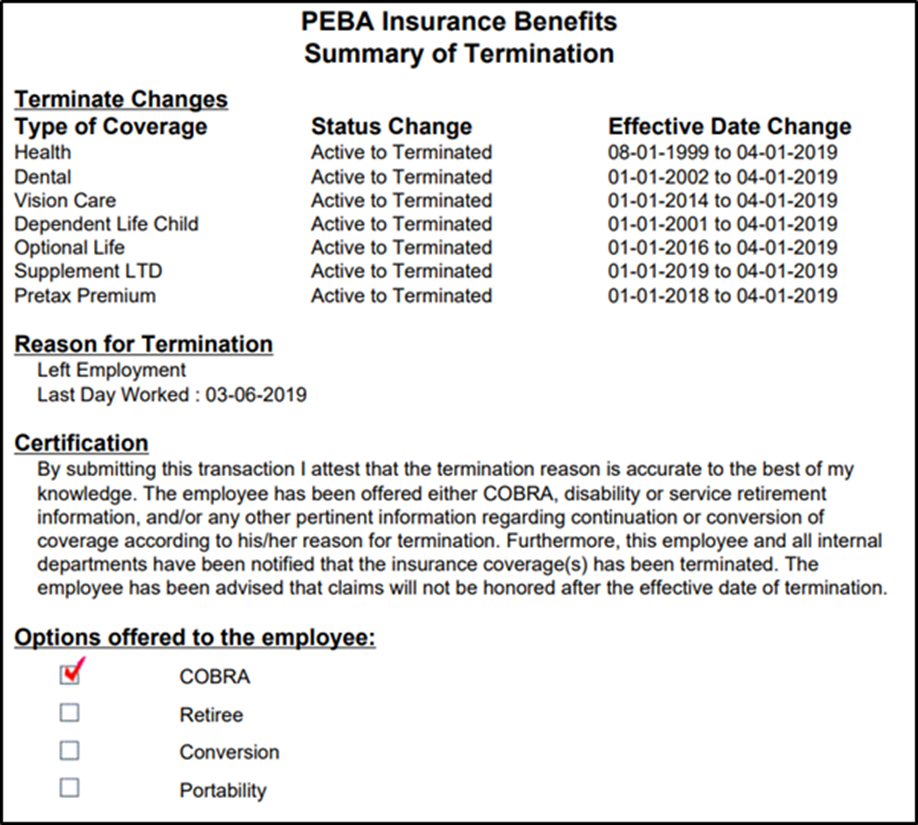 PEBA Insurance Benefits
Summary of Termination
Terminate Changes
Type of Coverage Status Change Effective Date Change
Health Active to Terminated 08-01-1999 to 04-01-2019
Dental Active to Terminated 01-01-2002 to 04-01-2019
Vision Care Active to Terminated 01-01-2014 to 04-01-2019
Dependent Life Child Active to Terminated 01-01-2001 to 04-01-2019
Optional Life Active to Terminated 01-01-2016 to 04-01-2019
Supplement LTD Active to Terminated 01-01-2019 to 04-01-2019
Pretax Premium Active to Terminated 01-01-2018 to 04-01-2019
Reason for Termination
Left Employment
Last Day Worked : 03-06-2019
Certification
By submitting this transaction I attest that the termination reason is accurate to the best of my
knowledge. The employee has been offered either COBRA, disability or service retirement
information, and/or any other pertinent information regarding continuation or conversion of
coverage according to his/her reason for termination. Furthermore, this employee and all internal
departments have been notified that the insurance coverage(s) has been terminated. The
employee has been advised that claims will not be honored after the effective date of termination.
Options offered to the employee:
COBRA
Retiree
Conversion
Portability